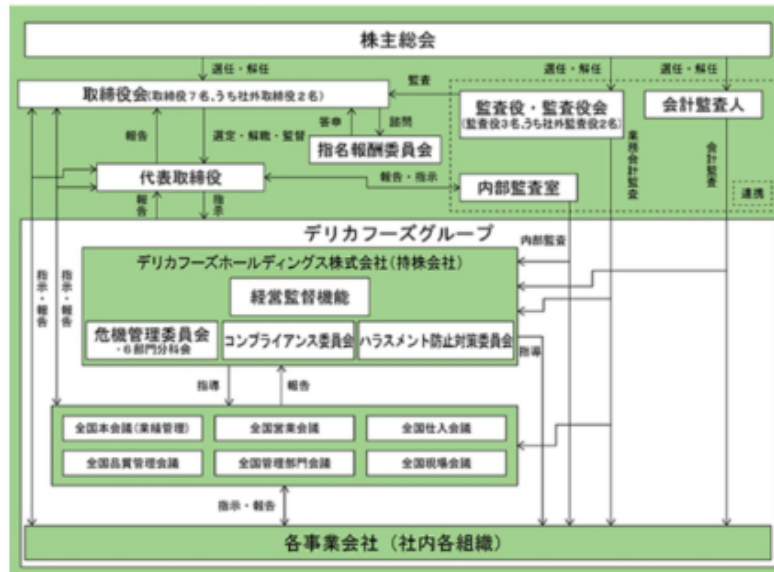 株主総会
選任・解任
選任・解任
選任・解任
取締役会(取締役7名、うち社外取締役2名)
監査
監査役・監査役会
(監査役3名、うち社外監査役2名)
会計監査人
報告
選定・解職・監督
答申
諮問
指名報酬委員会
業務会計監査
会計監査
代表取締役
報告・指示
内部監査室
連携
報告
指示
デリカフーズグループ
内部監査
デリカフーズホールディングス株式会社(持株会社)
経営監督機能
指示・報告
指示・報告
危機管理委員会
・6部門分科会
コンプライアンス委員会
ハラスメント防止対策委員会
指導
指導
報告
全国本会議(業績管理)
全国営業会議
全国仕入会議
全国品質管理会議
全国管理部門会議
全国現場会議
指示・報告
各事業会社(社内各組織)